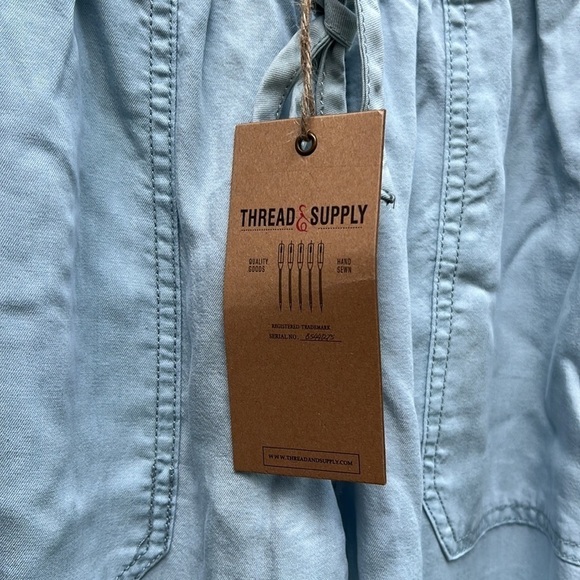 THREAD & SUPPLY
QUALITY GOODS
HAND SEWN
REGISTERED TRADEMARK
SERIAL NO.
WWW.THREADANDSUPPLY.COM